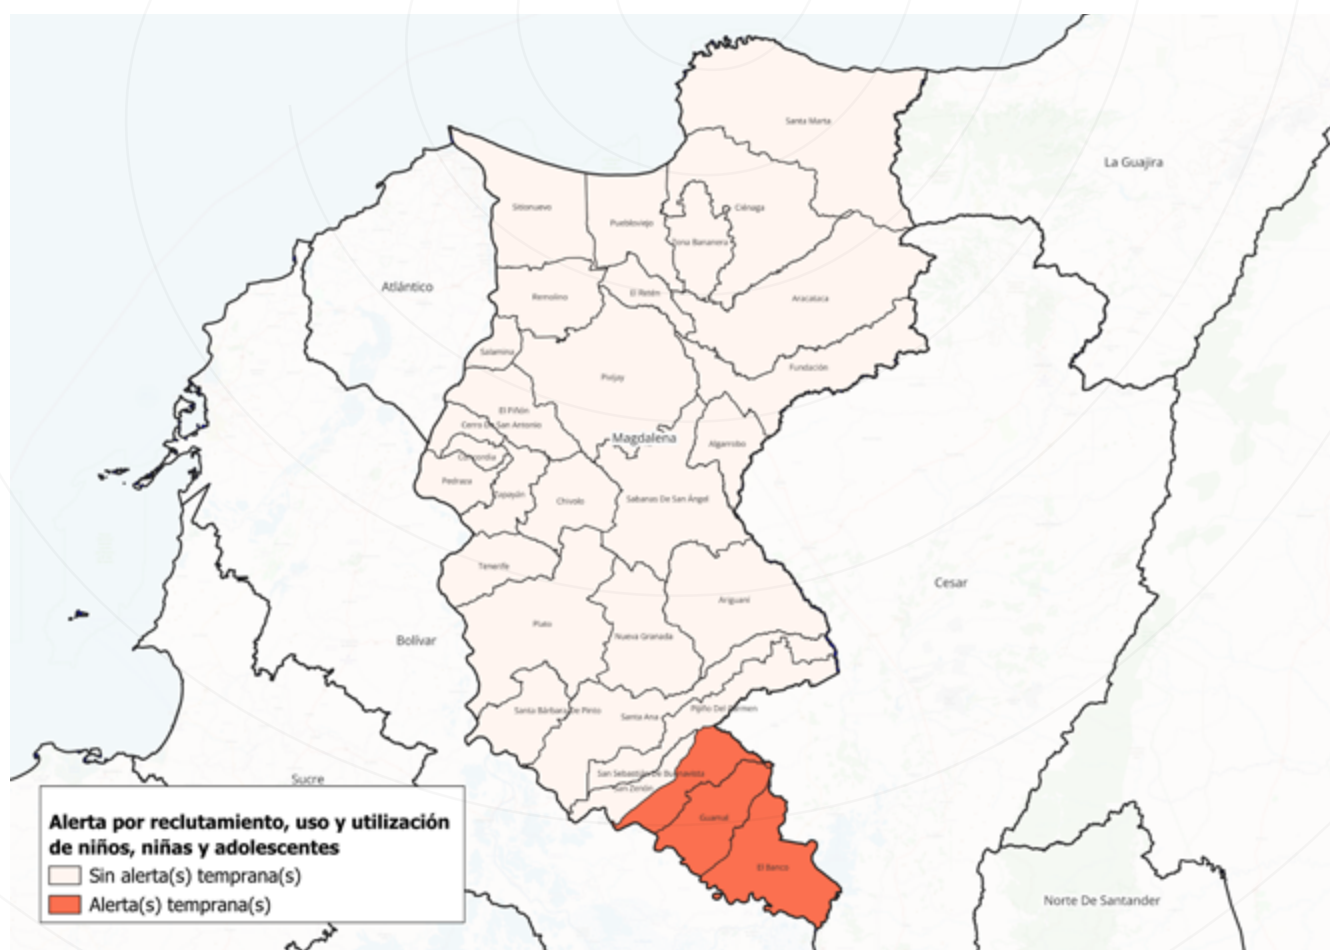 Santa Marta
La Guajira
Sitionuevo
Puebloviejo
Ciénaga
Zona Bananera
Atlántico
Remolino
El Retén
Aracataca
Salamina
Pivijay
Fundación
El Piñón
Cerro De San Antonio
Magdalena
Algarrobo
Concordia
Pedraza
Zapayán
Chivolo
Sabanas De San Ángel
Tenerife
Cesar
Ariguaní
Plato
Nueva Granada
Bolívar
Santa Bárbara De Pinto
Santa Ana
Pijiño Del Carmen
San Sebastián De Buenavista
San Zenón
Sucre
Guamal
El Banco
Norte De Santander
Alerta por reclutamiento, uso y utilización
de niños, niñas y adolescentes
Sin alerta(s) temprana(s)
Alerta(s) temprana(s)